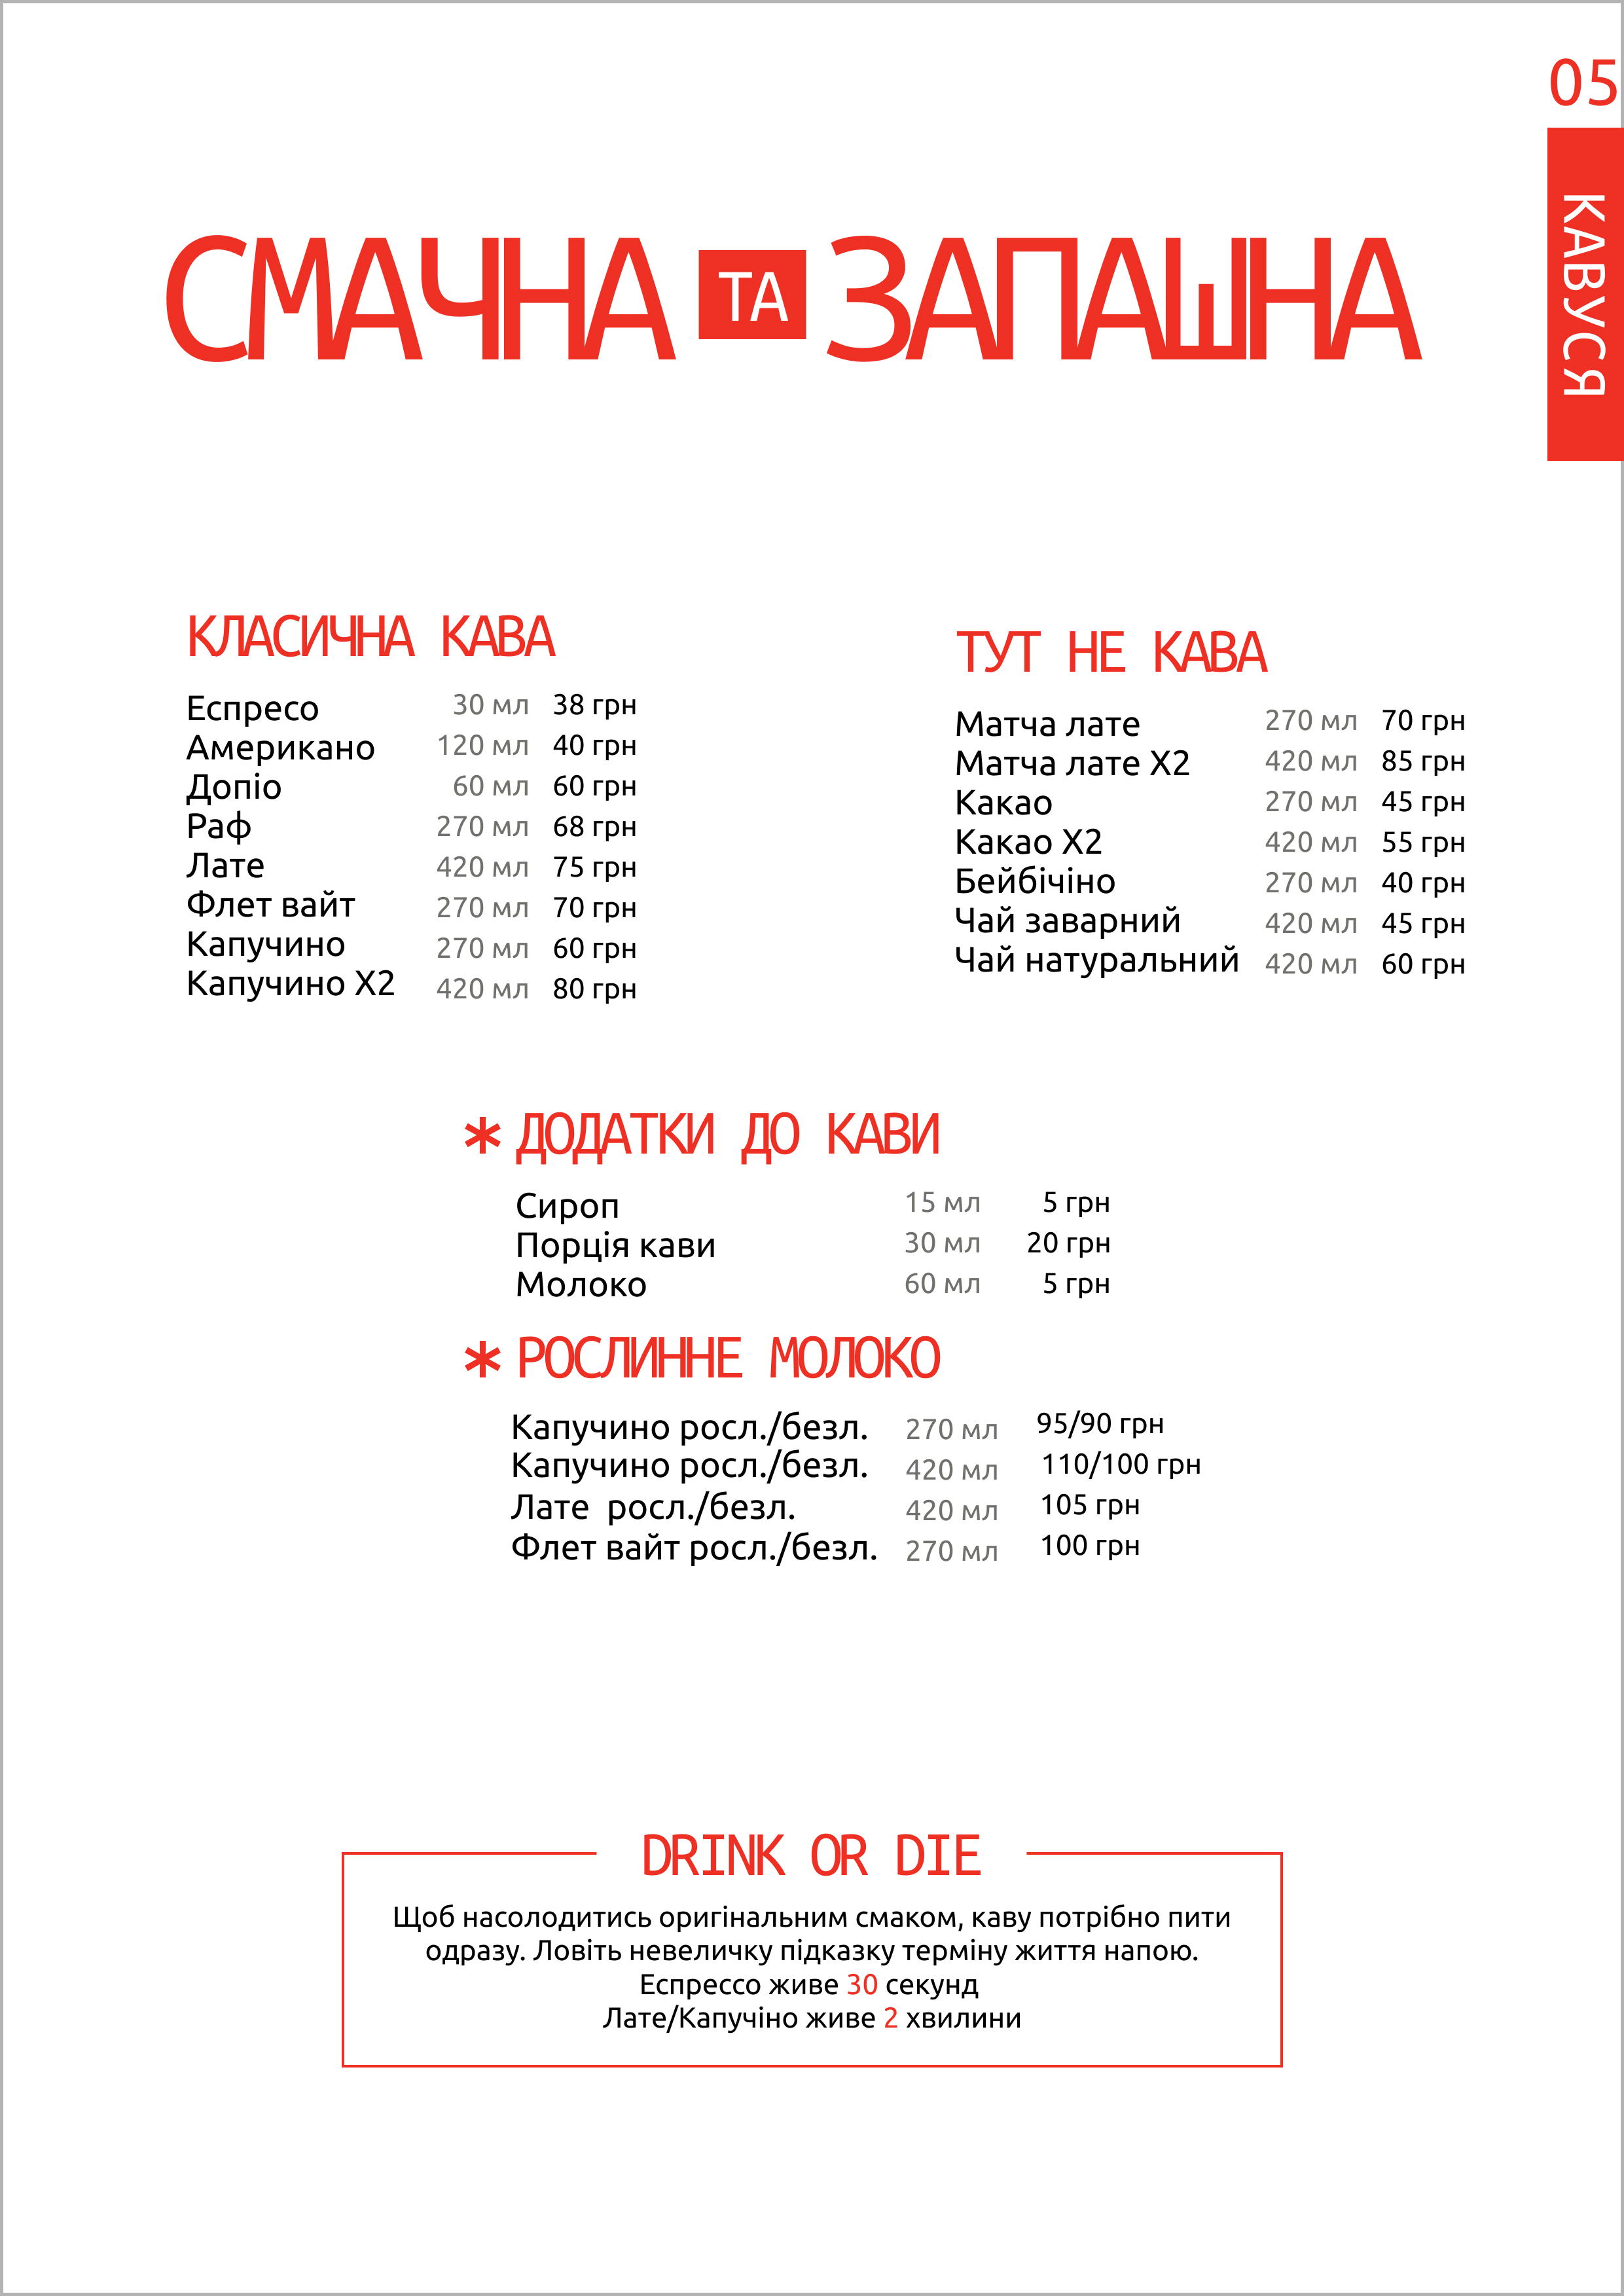 05
КАВУСЯ
СМАЧНА ТА ЗАПАШНА
КЛАСИЧНА КАВА
Еспресо 30 мл 38 грн
Американо 120 мл 40 грн
Допіо 60 мл 60 грн
Раф 270 мл 68 грн
Лате 420 мл 75 грн
Флет вайт 270 мл 70 грн
Капучино 270 мл 60 грн
Капучино Х2 420 мл 80 грн
ТУТ НЕ КАВА
Матча лате 270 мл 70 грн
Матча лате Х2 420 мл 85 грн
Какао 270 мл 45 грн
Какао Х2 420 мл 55 грн
Бейбічіно 270 мл 40 грн
Чай заварний 420 мл 45 грн
Чай натуральний 420 мл 60 грн
* ДОДАТКИ ДО КАВИ
Сироп 15 мл 5 грн
Порція кави 30 мл 20 грн
Молоко 60 мл 5 грн
* РОСЛИННЕ МОЛОКО
Капучино росл./безл. 270 мл 95/90 грн
Капучино росл./безл. 420 мл 110/100 грн
Лате росл./безл. 420 мл 105 грн
Флет вайт росл./безл. 270 мл 100 грн
DRINK OR DIE
Щоб насолодитись оригінальним смаком, каву потрібно пити
одразу. Ловіть невеличку підказку терміну життя напою.
Еспрессо живе 30 секунд
Лате/Капучіно живе 2 хвилини